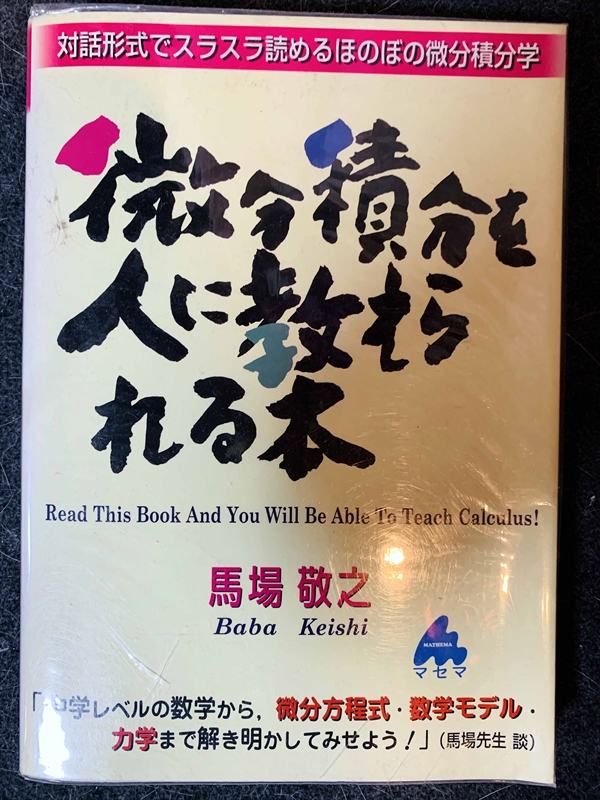 対話形式でスラスラ読めるほのぼの微分積分学
微分積分を
人に教えら
れる本
Read This Book And You Will Be Able To Teach Calculus!
馬場 敬之
Baba Keishi
MATHEMA
マセマ
「中学レベルの数学から，微分方程式・数学モデル・
力学まで解き明かしてみせよう！」（馬場先生 談）